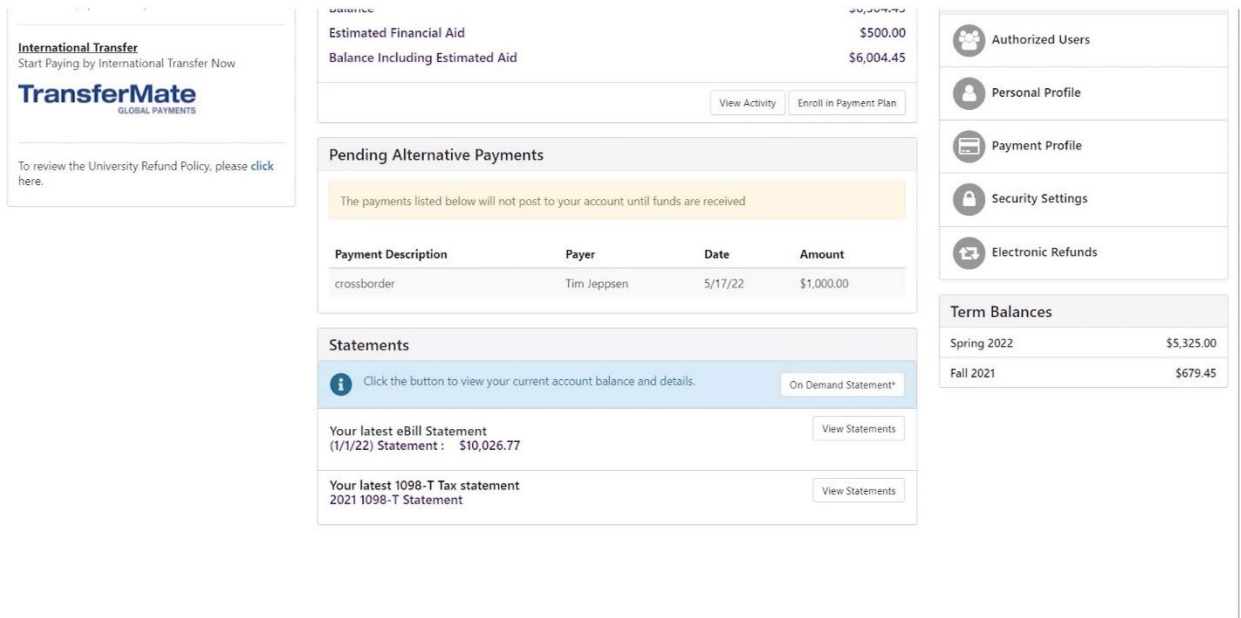 International Transfer
Start Paying by International Transfer Now
TransferMate
GLOBAL PAYMENTS
To review the University Refund Policy, please click
here.
Balance
Estimated Financial Aid $500.00
Balance Including Estimated Aid $6,004.45
View Activity Enroll in Payment Plan
Pending Alternative Payments
The payments listed below will not post to your account until funds are received
Payment Description Payer Date Amount
crossborder Tim Jeppsen 5/17/22 $1,000.00
Statements
Click the button to view your current account balance and details. On Demand Statement*
Your latest eBill Statement View Statements
(1/1/22) Statement : $10,026.77
Your latest 1098-T Tax statement View Statements
2021 1098-T Statement
Authorized Users
Personal Profile
Payment Profile
Security Settings
Electronic Refunds
Term Balances
Spring 2022 $5,325.00
Fall 2021 $679.45